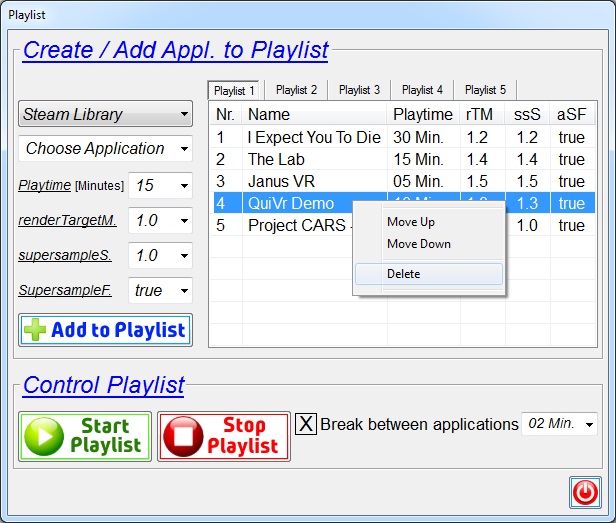 Playlist
Create / Add Appl. to Playlist
Playlist 1 Playlist 2 Playlist 3 Playlist 4 Playlist 5
Steam Library
Choose Application
Playtime [Minutes] 15
renderTargetM. 1.0
supersampleS. 1.0
SupersampleF. true
Add to Playlist
Nr. Name Playtime rTM ssS aSF
1 I Expect You To Die 30 Min. 1.2 1.2 true
2 The Lab 15 Min. 1.4 1.4 true
3 Janus VR 05 Min. 1.5 1.5 true
4 QuiVr Demo 1.3 true
5 Project CARS - 1.0 true
Move Up
Move Down
Delete
Control Playlist
Start Playlist
Stop Playlist
X Break between applications 02 Min.